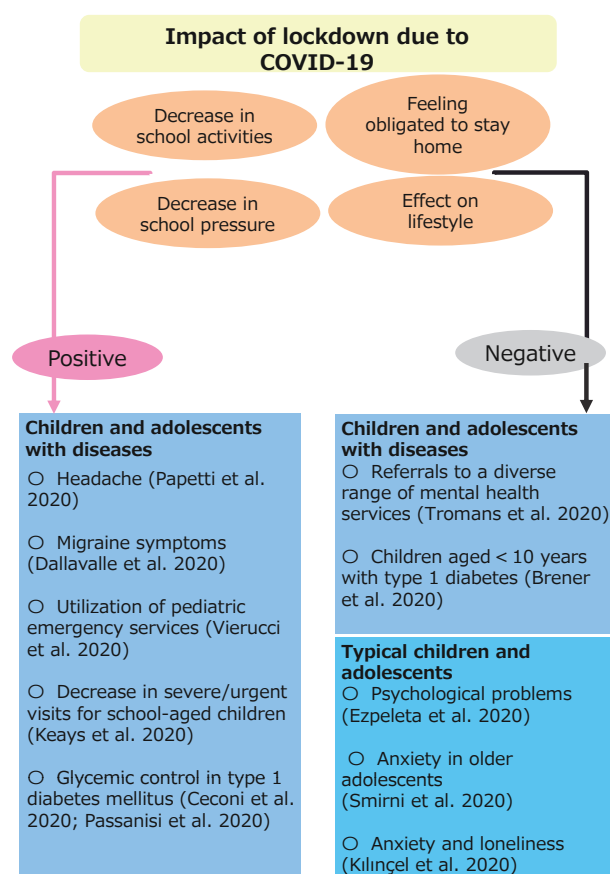 Impact of lockdown due to
COVID-19
Decrease in
school activities
Feeling
obligated to stay
home
Decrease in
school pressure
Effect on
lifestyle
Positive
Negative
Children and adolescents
with diseases
○ Headache (Papetti et al.
2020)
○ Migraine symptoms
(Dallavalle et al. 2020)
○ Utilization of pediatric
emergency services (Vierucci
et al. 2020)
○ Decrease in severe/urgent
visits for school-aged children
(Keays et al. 2020)
○ Glycemic control in type 1
diabetes mellitus (Ceconi et al.
2020; Passanisi et al. 2020)
Children and adolescents
with diseases
○ Referrals to a diverse
range of mental health
services (Tromans et al. 2020)
○ Children aged < 10 years
with type 1 diabetes (Brener
et al. 2020)
Typical children and
adolescents
○ Psychological problems
(Ezpeleta et al. 2020)
○ Anxiety in older
adolescents
(Smirni et al. 2020)
○ Anxiety and loneliness
(Kılınçel et al. 2020)